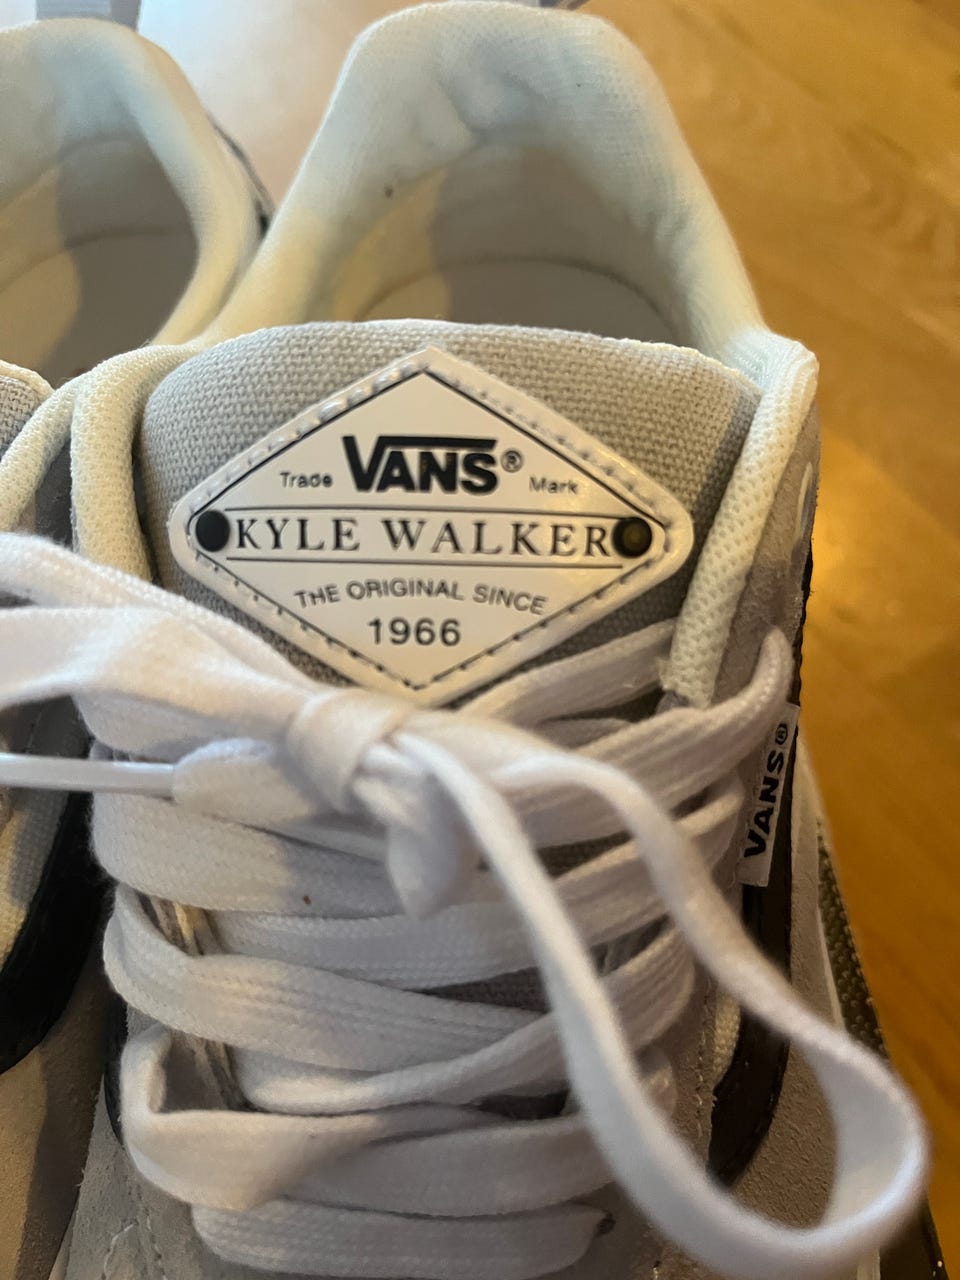 Trade VANS® Mark
KYLE WALKER
THE ORIGINAL SINCE
1966
VANS®